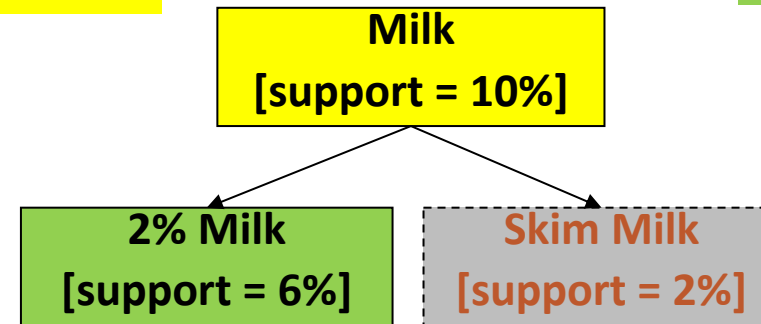 Milk
[support = 10%]
2% Milk
[support = 6%]
Skim Milk
[support = 2%]